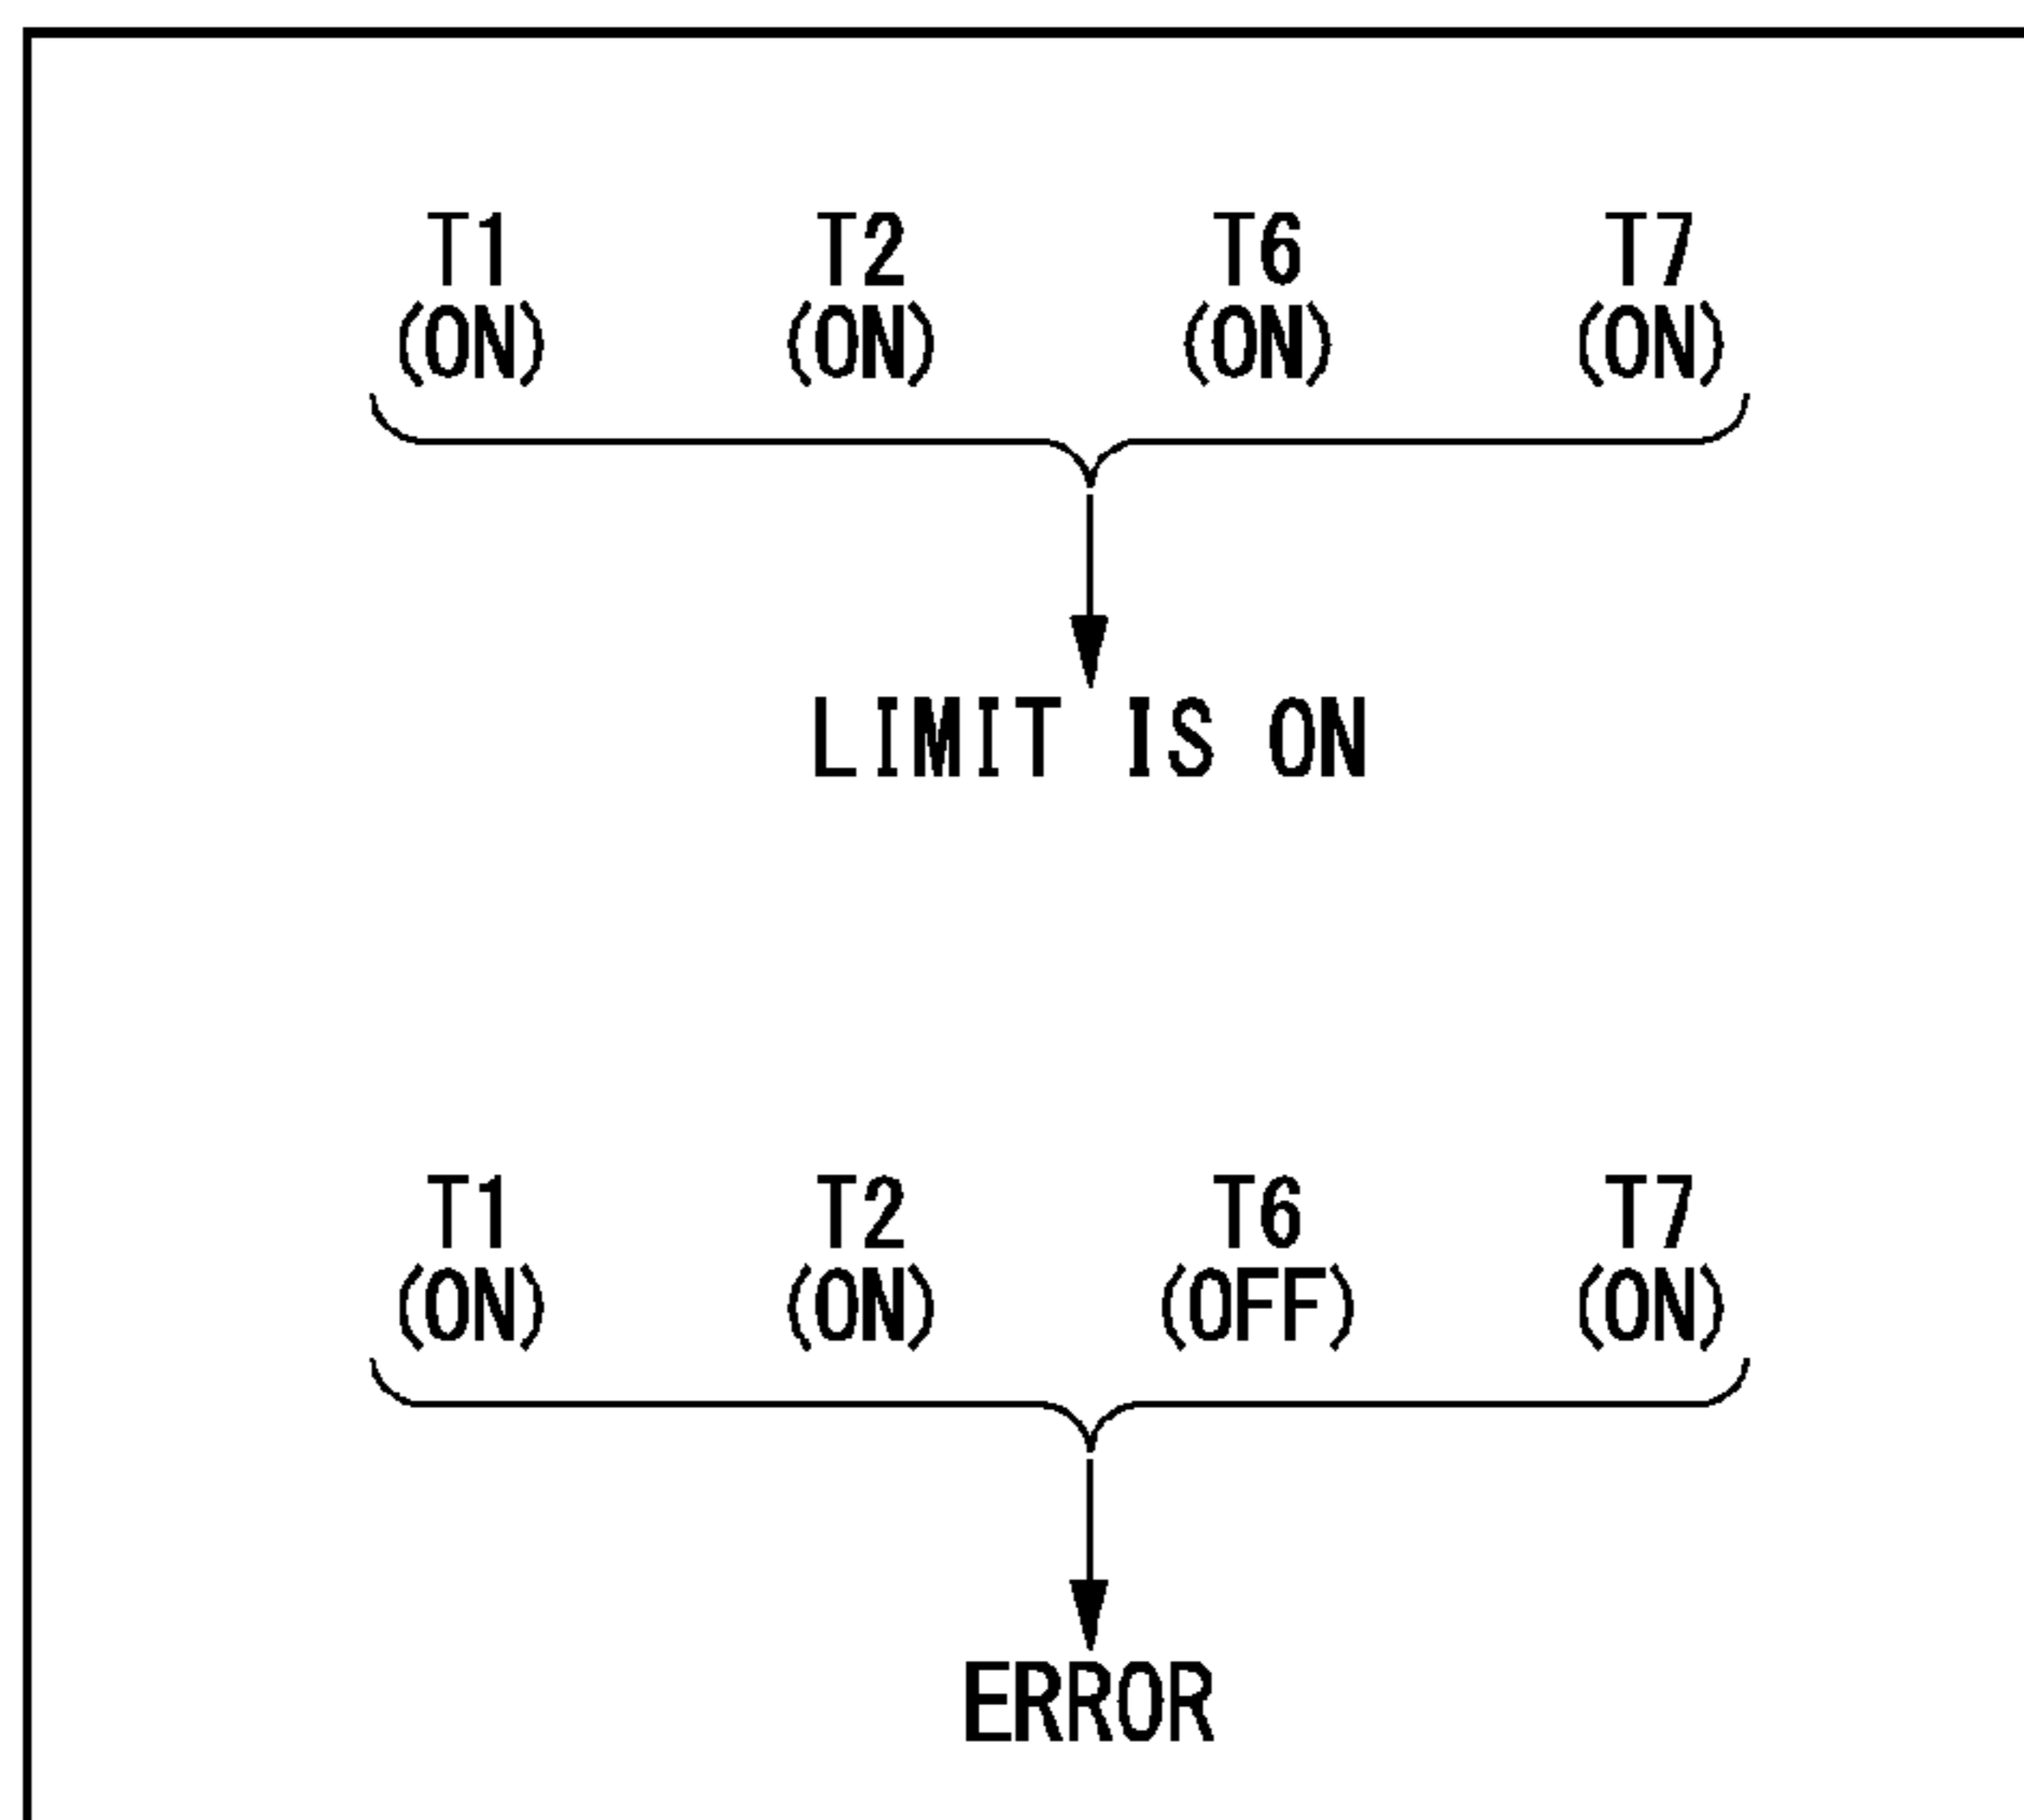 T1 T2 T6 T7
(ON) (ON) (ON) (ON)
LIMIT IS ON
T1 T2 T6 T7
(ON) (ON) (OFF) (ON)
ERROR